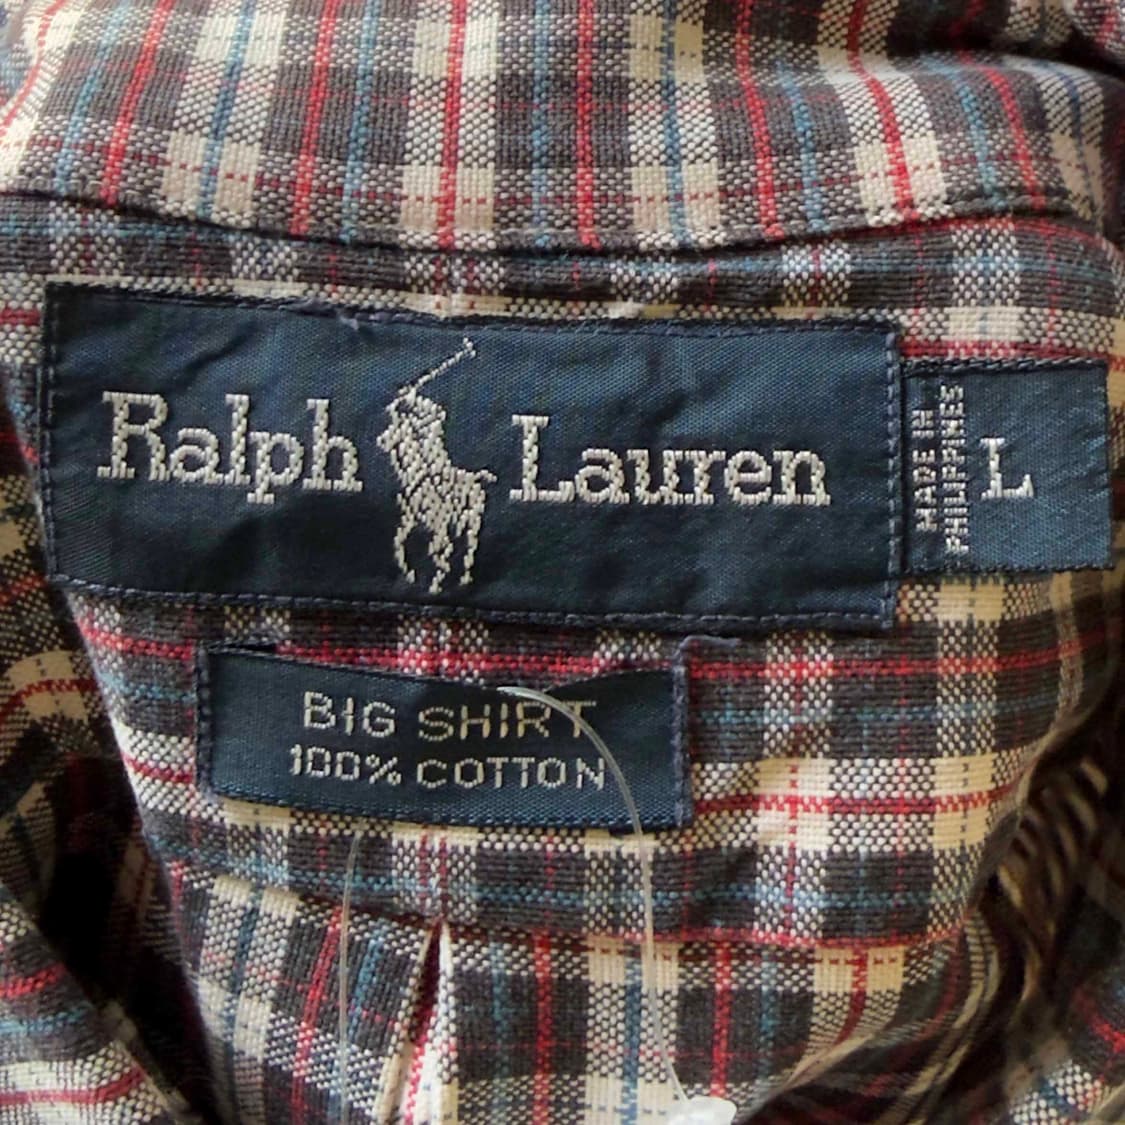 Ralph Lauren
MADE IN
PHILIPPINES
L
BIG SHIRT
100% COTTON